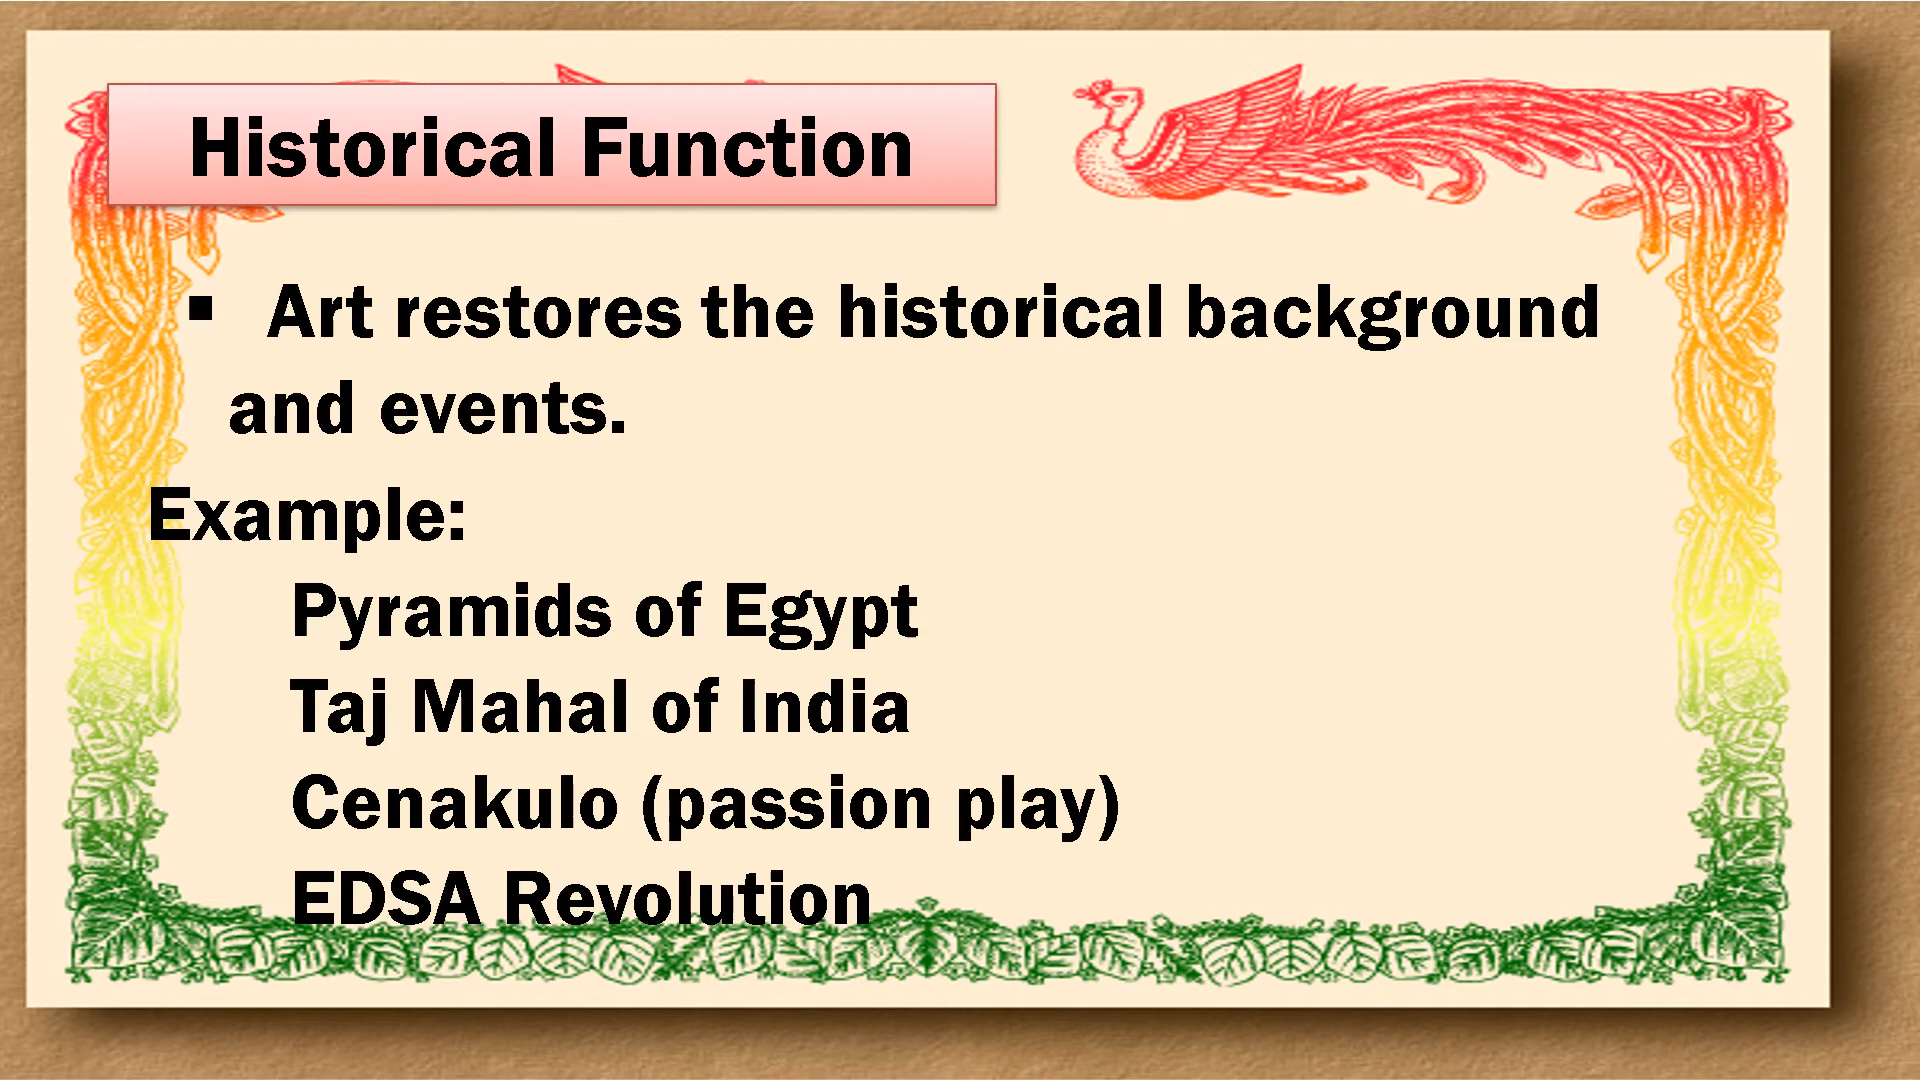 Historical Function
▪ Art restores the historical background
and events.
Example:
Pyramids of Egypt
Taj Mahal of India
Cenakulo (passion play)
EDSA Revolution